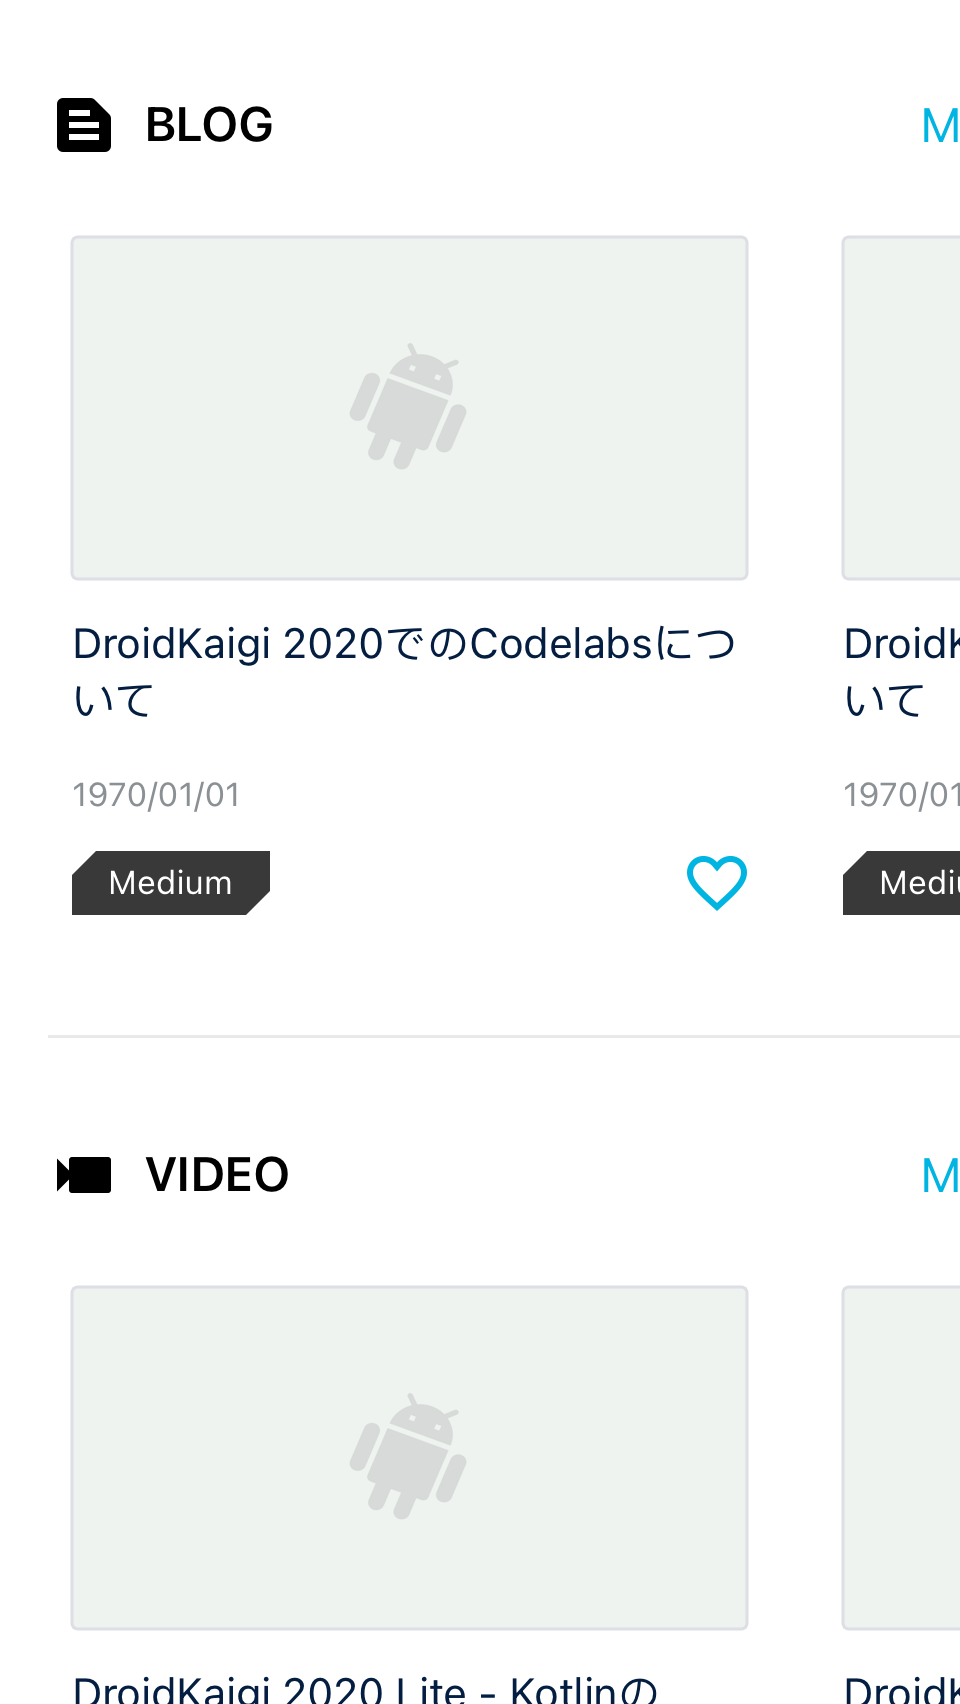 BLOG M
DroidKaigi 2020でのCodelabsにつ
いて
1970/01/01
Medium
DroidK
いて
1970/01
Mediu
VIDEO M
DroidKaigi 2020 Lite - Kotlinの
DroidK